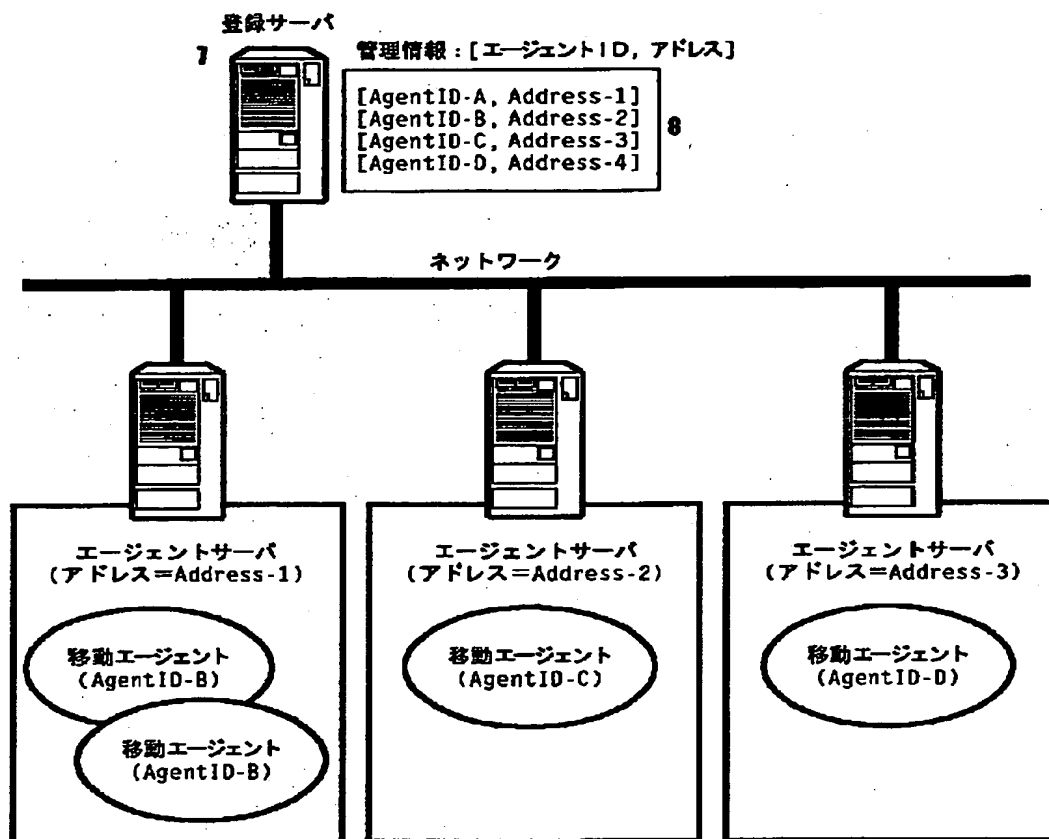 登録サーバ
7
管理情報:[エージェントID, アドレス]
[AgentID-A, Address-1]
[AgentID-B, Address-2]
[AgentID-C, Address-3]
[AgentID-D, Address-4]
8
ネットワーク
エージェントサーバ
(アドレス=Address-1)
移動エージェント
(AgentID-B)
移動エージェント
(AgentID-B)
エージェントサーバ
(アドレス=Address-2)
移動エージェント
(AgentID-C)
エージェントサーバ
(アドレス=Address-3)
移動エージェント
(AgentID-D)